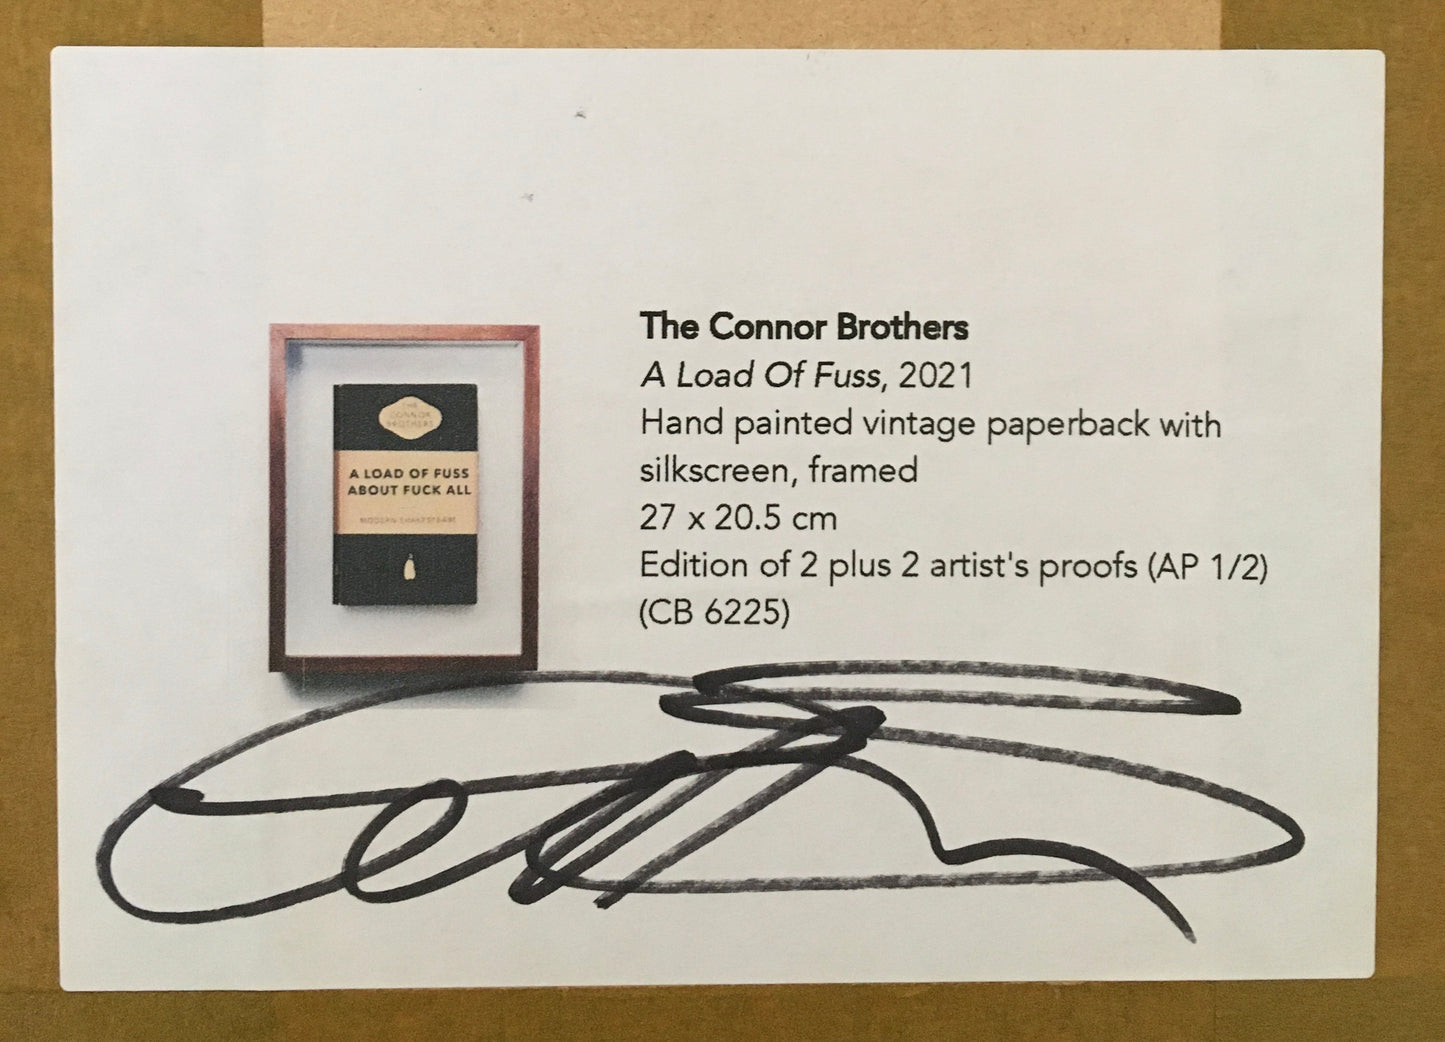 THE
CONNOR
BROTHERS
A LOAD OF FUSS
ABOUT FUCK ALL
MODERN SHAKESPEARE
The Connor Brothers
A Load Of Fuss, 2021
Hand painted vintage paperback with
silkscreen, framed
27 x 20.5 cm
Edition of 2 plus 2 artist's proofs (AP 1/2)
(CB 6225)